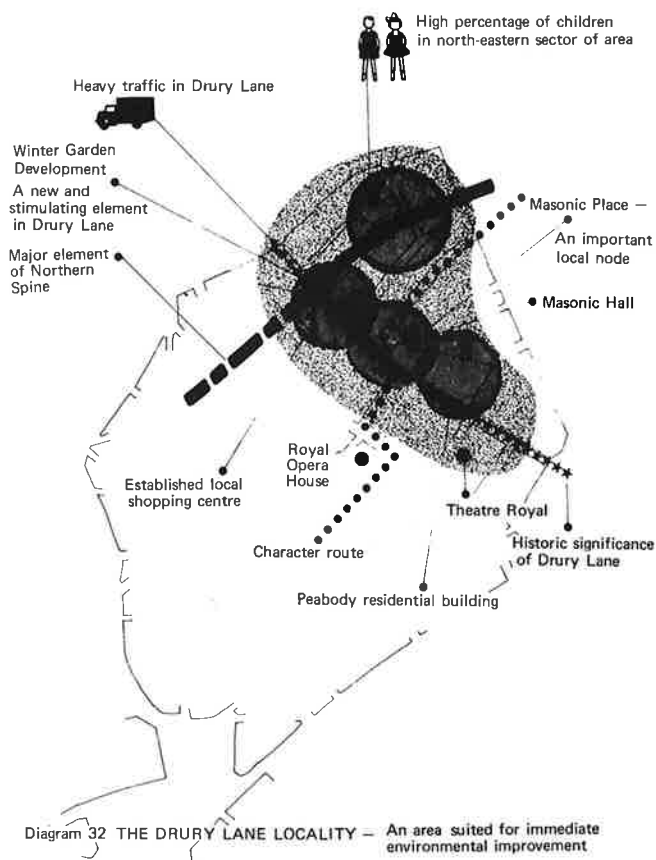 High percentage of children
in north-eastern sector of area
Heavy traffic in Drury Lane
Winter Garden
Development
A new and
stimulating element
in Drury Lane
Major element
of Northern
Spine
Masonic Place —
An important
local node
Masonic Hall
Royal
Opera
House
Established local
shopping centre
Character route
Theatre Royal
Historic significance
of Drury Lane
Peabody residential building
Diagram 32 THE DRURY LANE LOCALITY — An area suited for immediate
environmental improvement